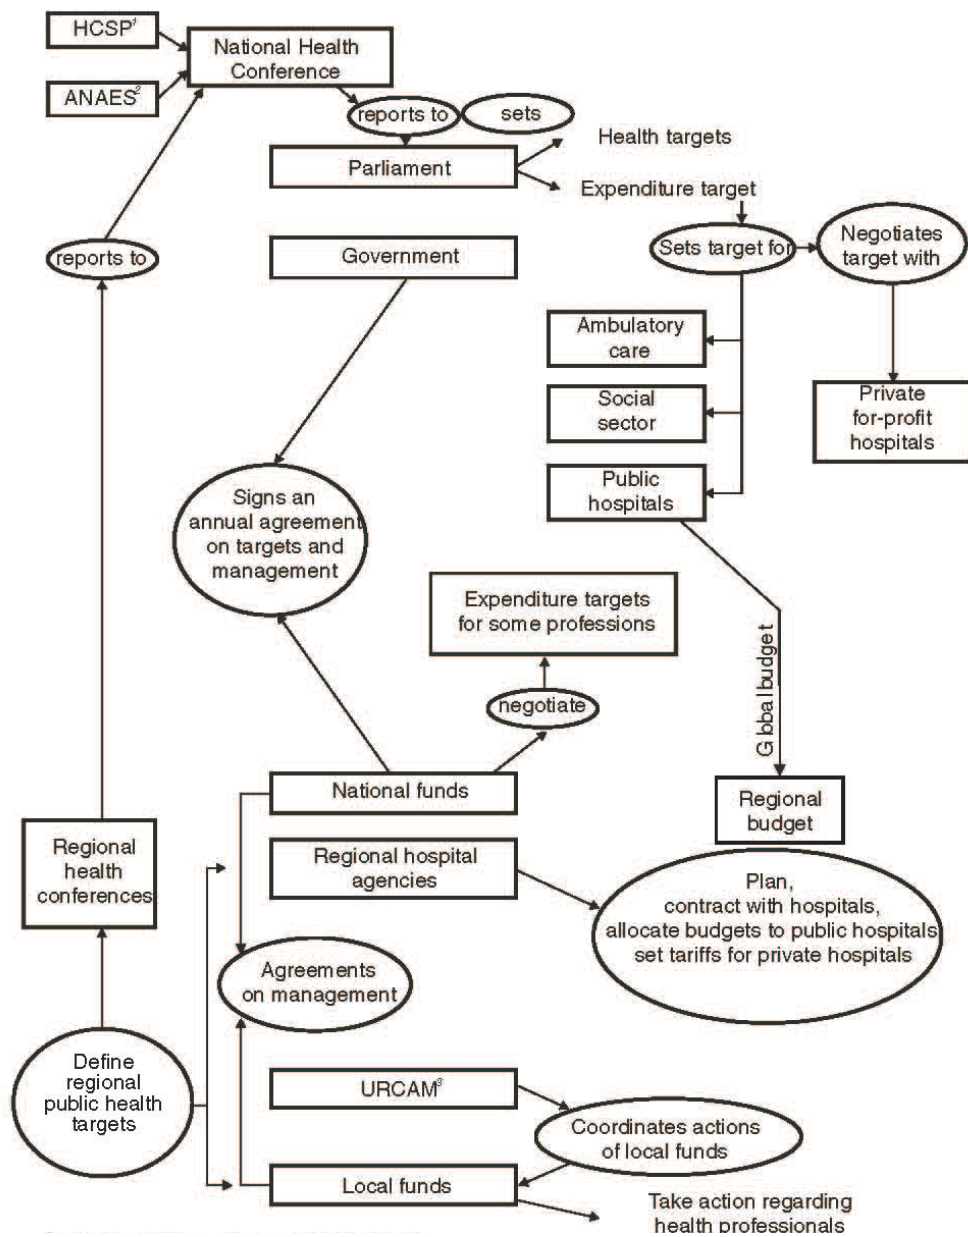 HCSP1
National Health
Conference
ANAES2
reports to
sets
Health targets
Parliament
Expenditure target
reports to
Government
Sets target for
Negotiates
target with
Ambulatory
care
Social
sector
Private
for-profit
hospitals
Public
hospitals
Signs an
annual agreement
on targets and
management
Expenditure targets
for some professions
Global budget
negotiate
National funds
Regional
budget
Regional
health
conferences
Regional hospital
agencies
Plan,
contract with hospitals,
allocate budgets to public hospitals
set tariffs for private hospitals
Agreements
on management
Define
regional
public health
targets
URCAM3
Coordinates actions
of local funds
Local funds
Take action regarding
health professionals